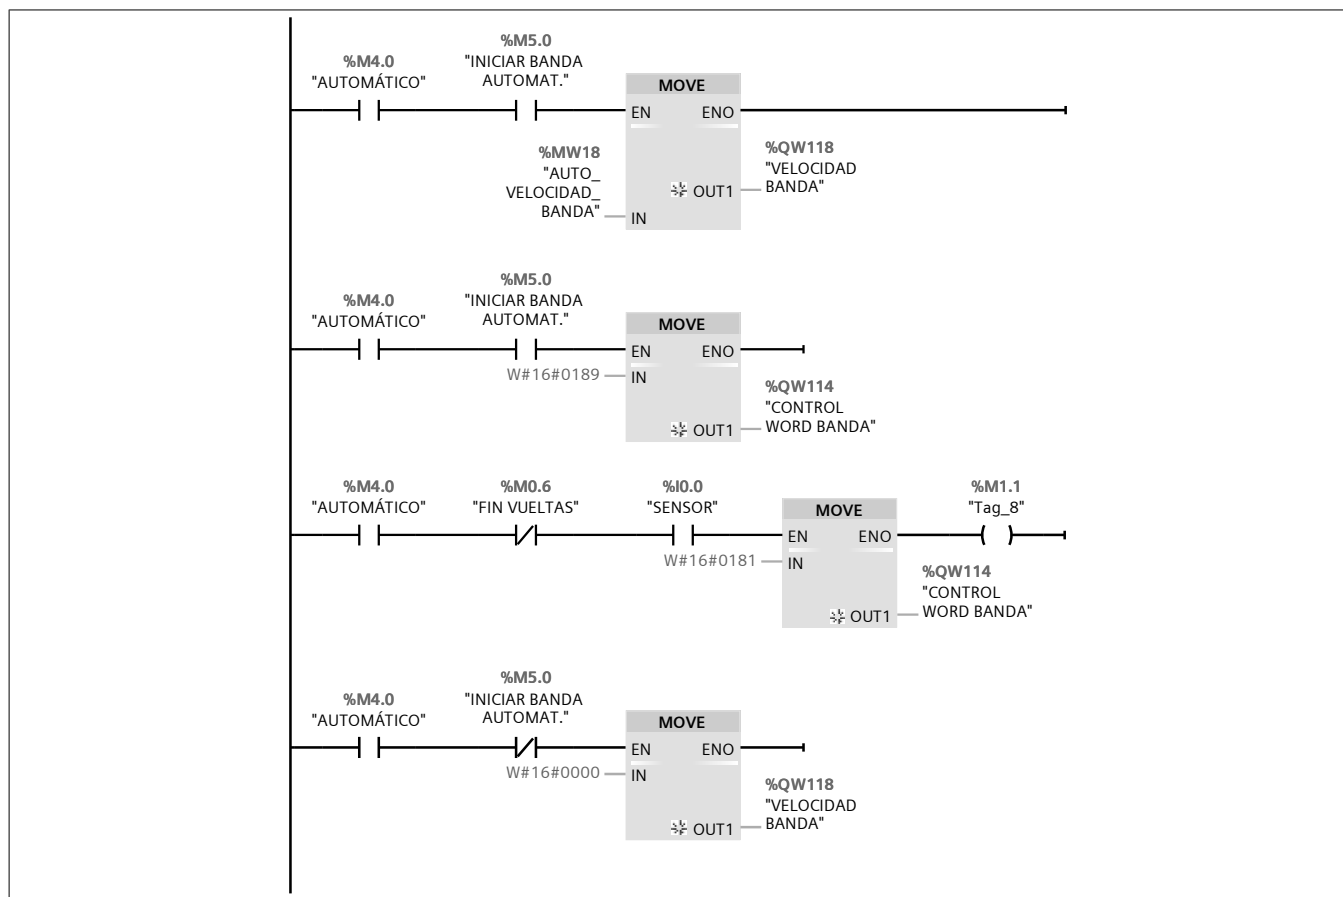 %M4.0
"AUTOMÁTICO"
%M5.0
"INICIAR BANDA
AUTOMAT."
MOVE
EN
ENO
%MW18
"AUTO_
VELOCIDAD_
BANDA"
IN
OUT1
%QW118
"VELOCIDAD
BANDA"
%M4.0
"AUTOMÁTICO"
%M5.0
"INICIAR BANDA
AUTOMAT."
MOVE
EN
ENO
W#16#0189
IN
OUT1
%QW114
"CONTROL
WORD BANDA"
%M4.0
"AUTOMÁTICO"
%M0.6
"FIN VUELTAS"
%I0.0
"SENSOR"
MOVE
EN
ENO
W#16#0181
IN
OUT1
%M1.1
"Tag_8"
%QW114
"CONTROL
WORD BANDA"
%M4.0
"AUTOMÁTICO"
%M5.0
"INICIAR BANDA
AUTOMAT."
MOVE
EN
ENO
W#16#0000
IN
OUT1
%QW118
"VELOCIDAD
BANDA"